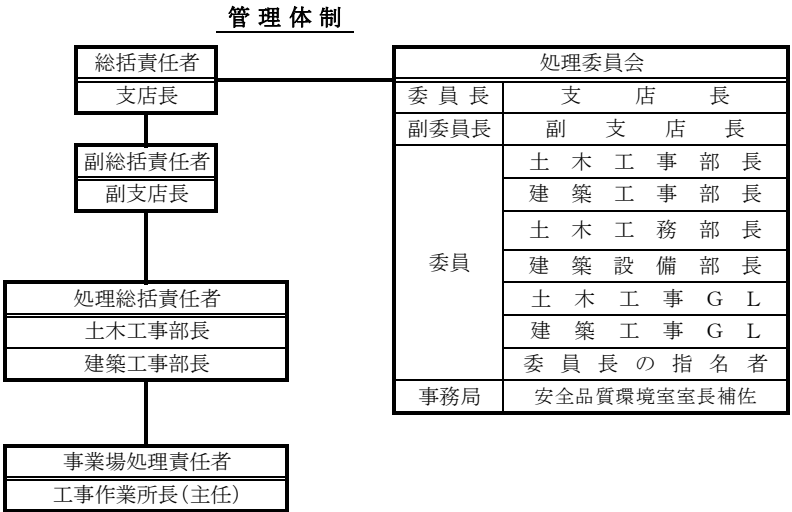 管理体制
総括責任者
支店長
副総括責任者
副支店長
処理総括責任者
土木工事部長
建築工事部長
事業場処理責任者
工事作業所長(主任)
処理委員会
委員長 支店長
副委員長 副支店長
委員 土木工事部長
建築工事部長
土木工務部長
建築設備部長
土木工事GL
建築工事GL
委員長の指名者
事務局 安全品質環境室室長補佐